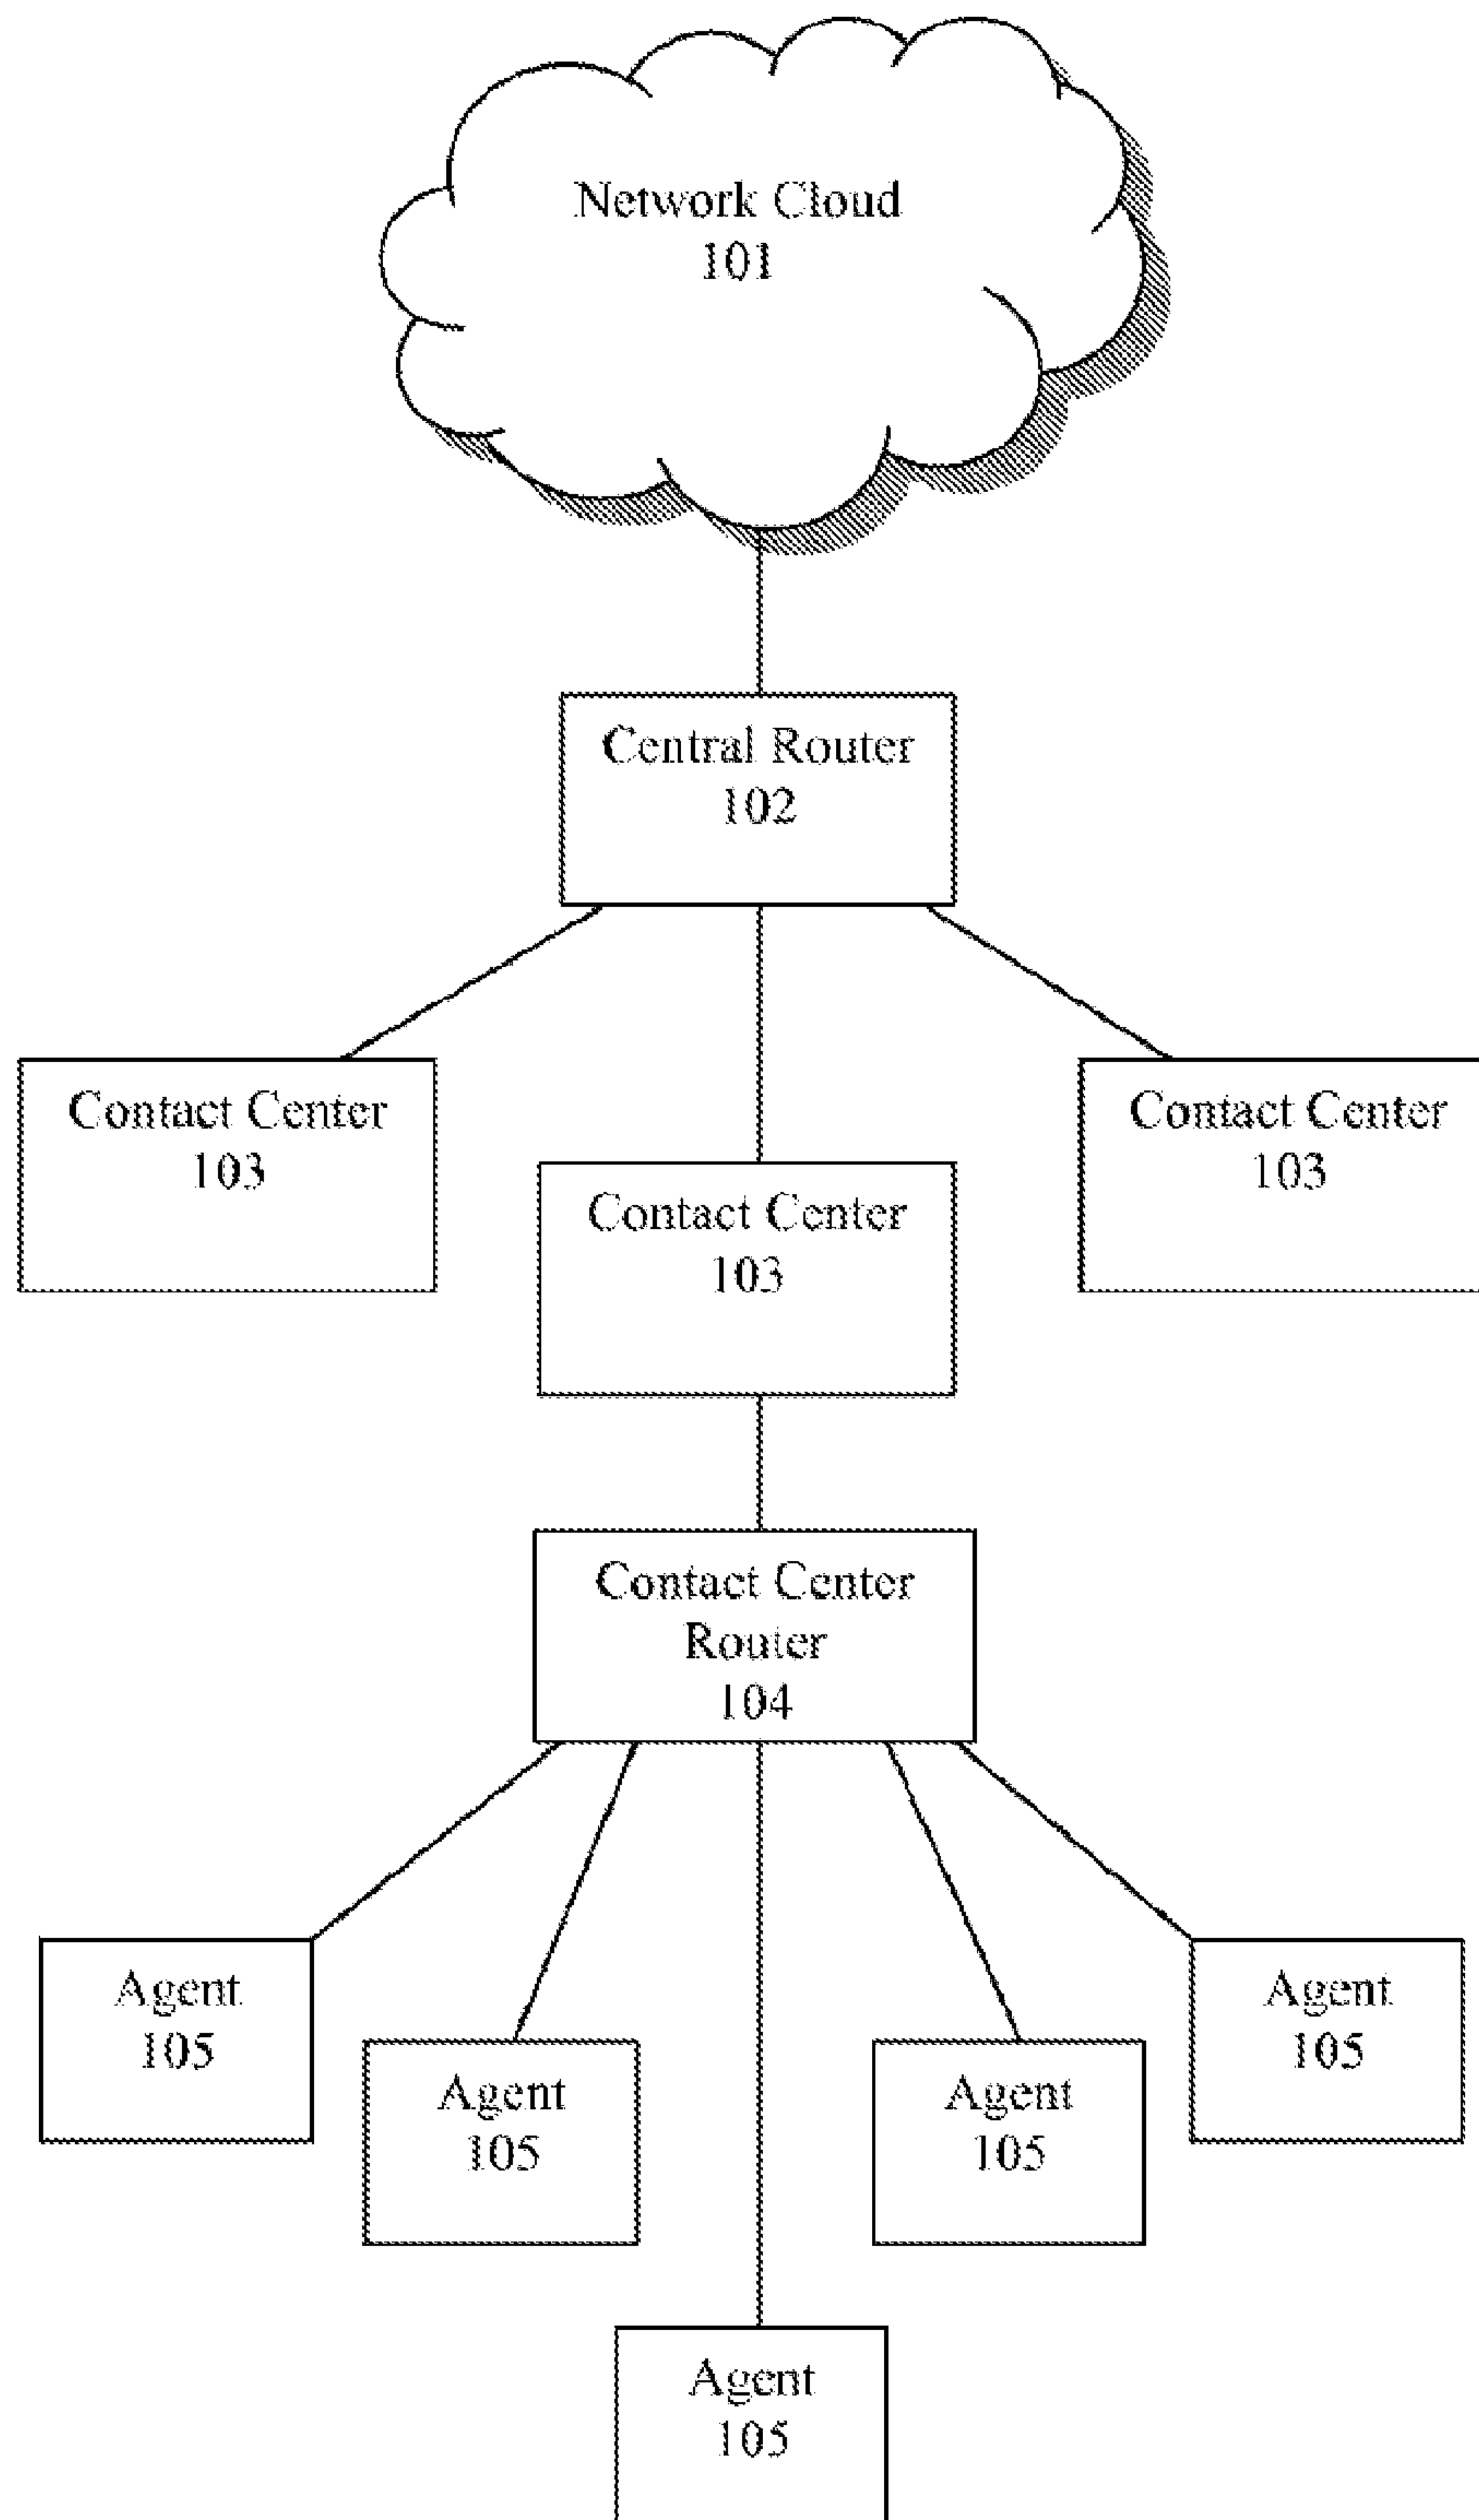 Network Cloud
101
Central Router
102
Contact Center
103
Contact Center
103
Contact Center
103
Contact Center
Router
104
Agent
105
Agent
105
Agent
105
Agent
105
Agent
105